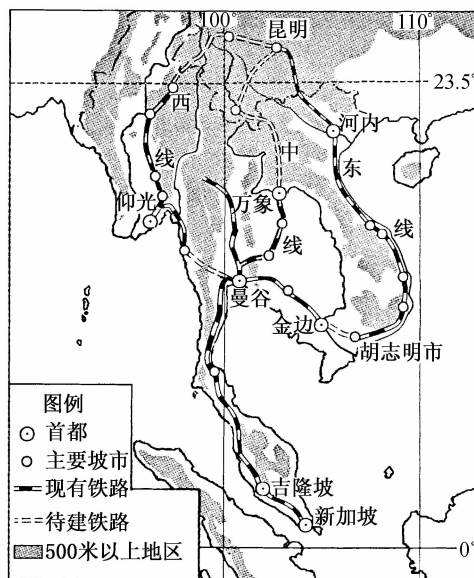 100°
110°
昆明
23.5°
西
河内
中
东
线
万象
仰光
线
线
曼谷
金边
胡志明市
图例
首都
主要城市
现有铁路
待建铁路
500米以上地区
吉隆坡
新加坡
0°